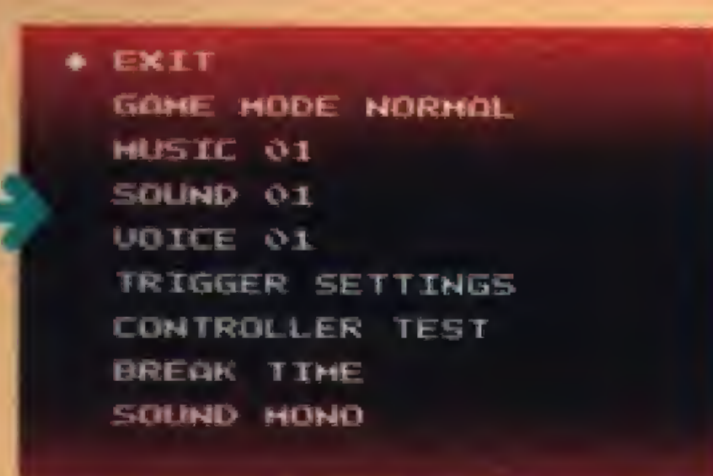 EXIT
GAME MODE NORMAL
MUSIC 01
SOUND 01
VOICE 01
TRIGGER SETTINGS
CONTROLLER TEST
BREAK TIME
SOUND MONO